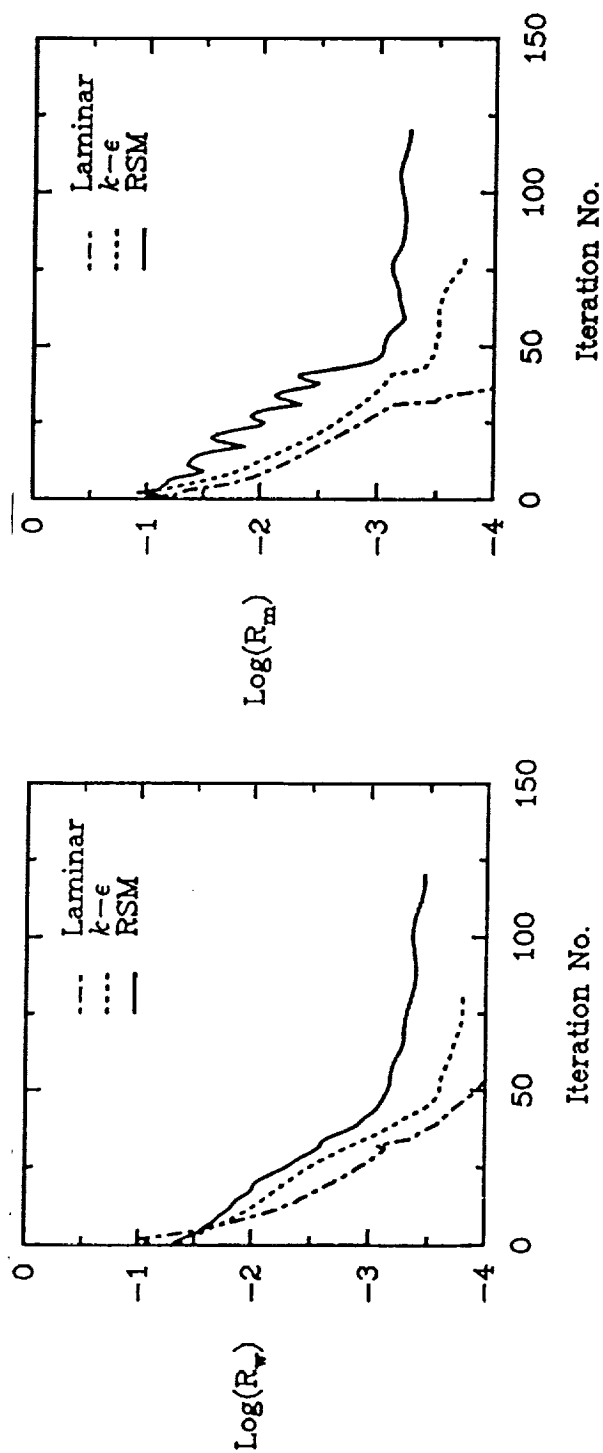 Log(R_w)
0
-1
-2
-3
-4
Laminar
k-ϵ
RSM
0
50
100
150
Iteration No.
Log(R_m)
0
-1
-2
-3
-4
Laminar
k-ϵ
RSM
0
50
100
150
Iteration No.